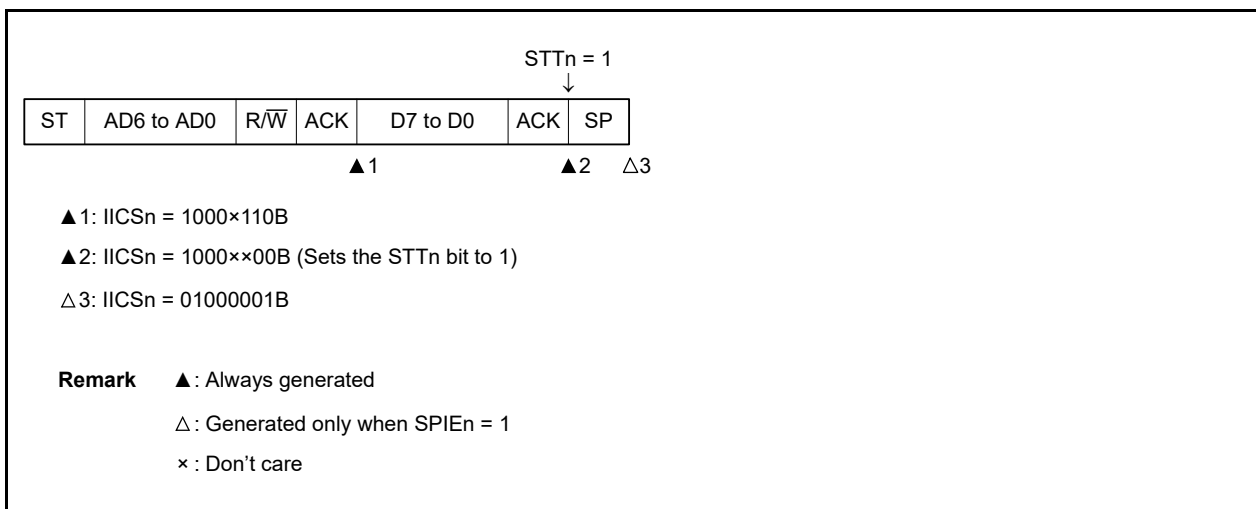 STTn = 1
↓
ST AD6 to AD0 R/W̅ ACK D7 to D0 ACK SP
▲1 ▲2 △3
▲1: IICSn = 1000×110B
▲2: IICSn = 1000××00B (Sets the STTn bit to 1)
△3: IICSn = 01000001B
Remark ▲: Always generated
△: Generated only when SPIEn = 1
×: Don't care